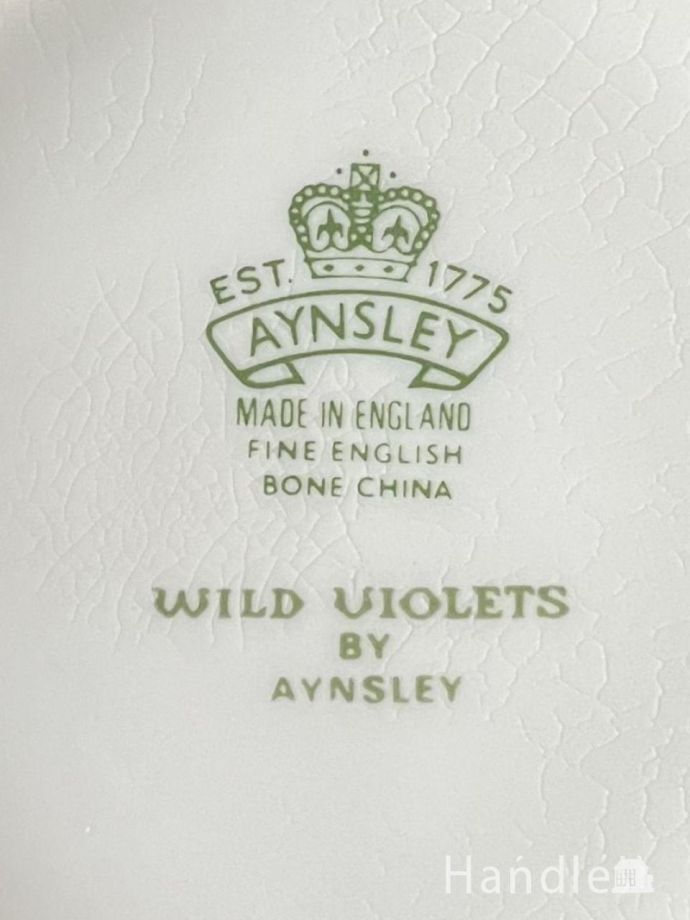 EST. 1775
AYNSLEY
MADE IN ENGLAND
FINE ENGLISH
BONE CHINA
WILD VIOLETS
BY
AYNSLEY
Handle